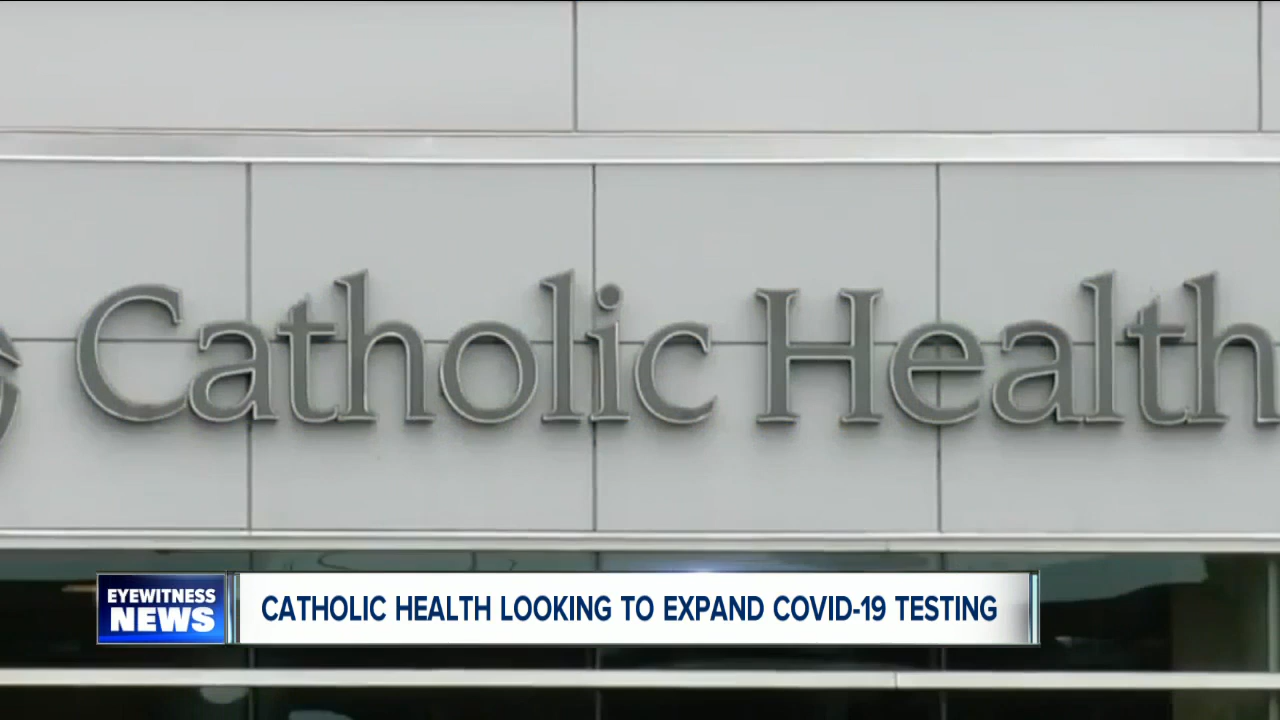 Catholic Health
EYEWITNESS
NEWS
CATHOLIC HEALTH LOOKING TO EXPAND COVID-19 TESTING